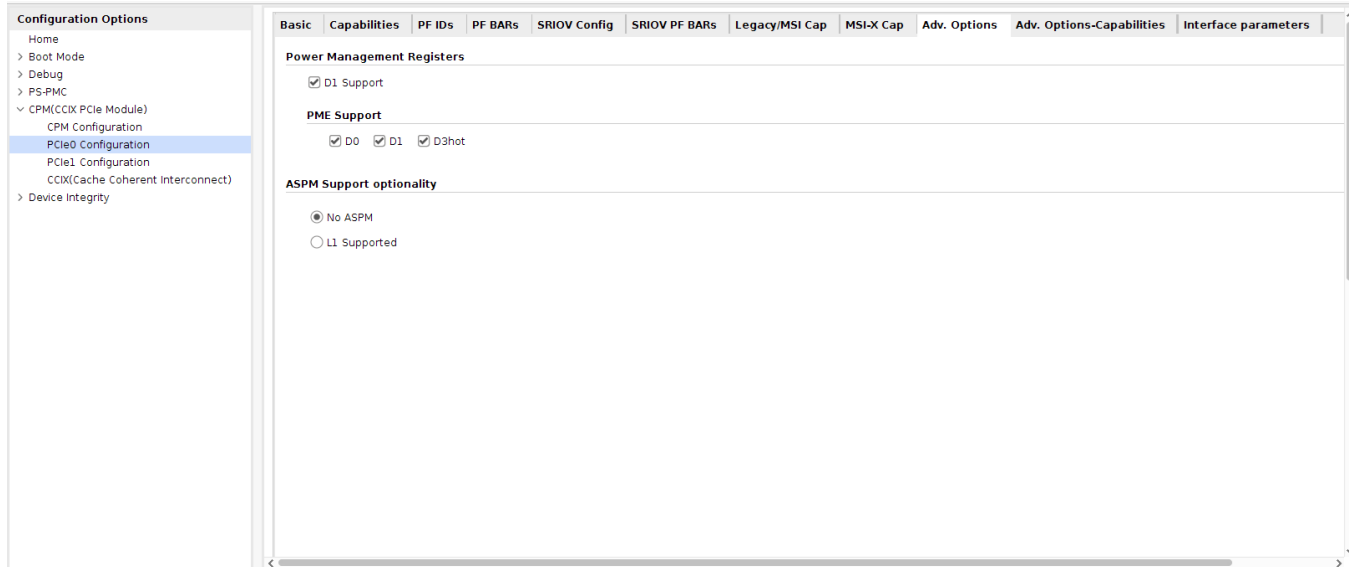 Configuration Options
Home
Boot Mode
Debug
PS-PMC
CPM(CCIX PCIe Module)
CPM Configuration
PCIe0 Configuration
PCIe1 Configuration
CCIX(Cache Coherent Interconnect)
Device Integrity
Basic Capabilities PF IDs PF BARs SRIOV Config SRIOV PF BARs Legacy/MSI Cap MSI-X Cap Adv. Options Adv. Options-Capabilities Interface parameters
Power Management Registers
D1 Support
PME Support
D0 D1 D3hot
ASPM Support optionality
No ASPM
L1 Supported